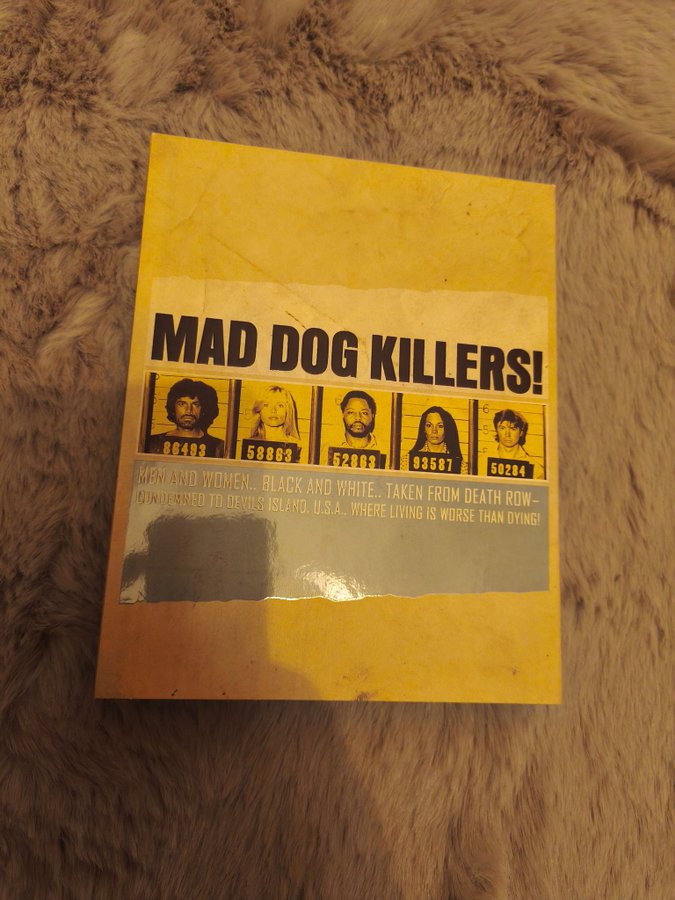 MAD DOG KILLERS!
86493 58863 52863 93587 50284
MEN AND WOMEN.. BLACK AND WHITE.. TAKEN FROM DEATH ROW–
CONDEMNED TO DEVILS ISLAND, U.S.A.. WHERE LIVING IS WORSE THAN DYING!